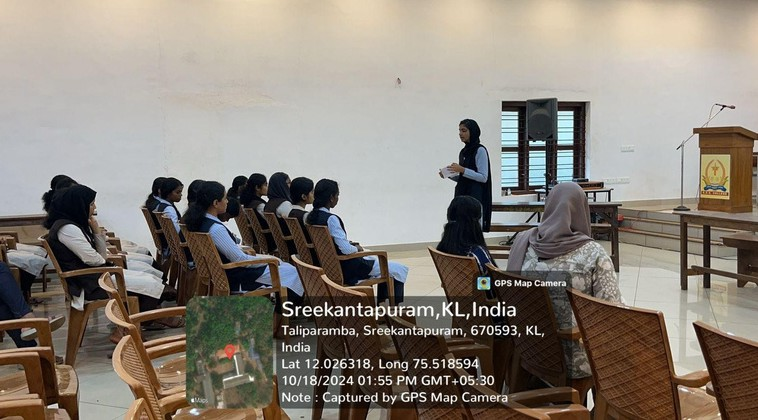 GPS Map Camera
Sreekantapuram,KL,India
Taliparamba, Sreekantapuram, 670593, KL,
India
Lat 12.026318, Long 75.518594
10/18/2024 01:55 PM GMT+05:30
Note : Captured by GPS Map Camera
Maps